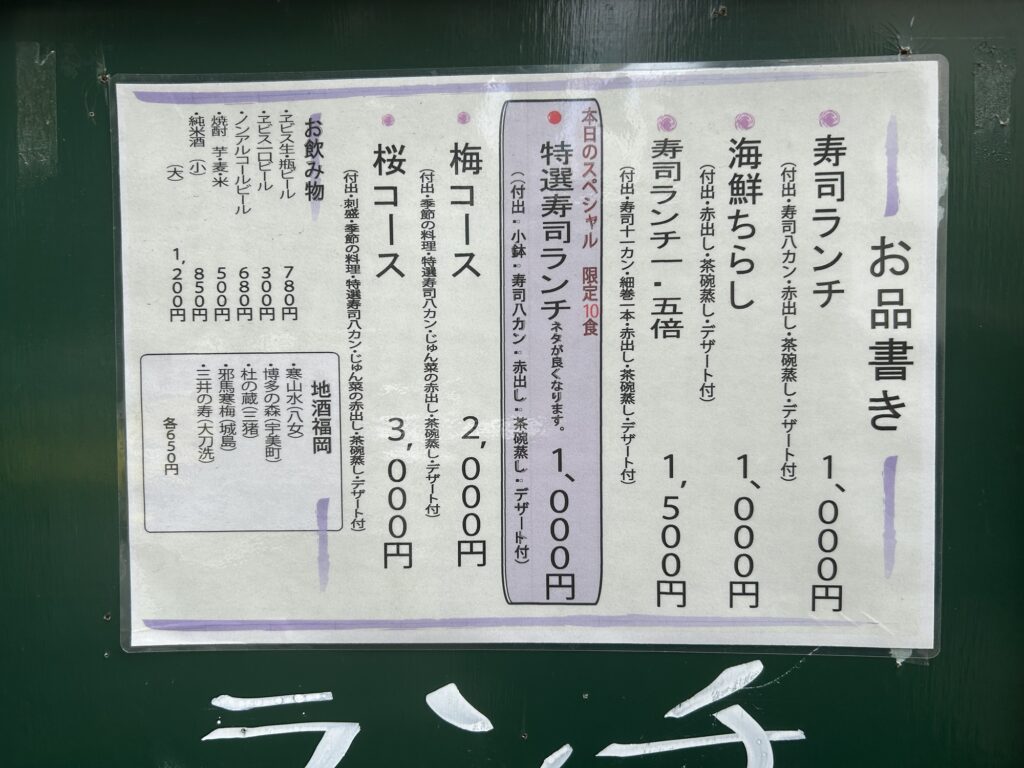 お品書き
寿司ランチ 1、000円
(付出・寿司八カン・赤出し・茶碗蒸し・デザート付)
海鮮ちらし 1、000円
(付出・赤出し・茶碗蒸し・デザート付)
寿司ランチ一・五倍 1,500円
(付出・寿司十一カン・細巻一本・赤出し・茶碗蒸し・デザート付)
本日のスペシャル 限定10食
特選寿司ランチ ネタが良くなります。 1、000円
(付出・小鉢・寿司八カン・赤出し・茶碗蒸し・デザート付)
梅コース 2,000円
(付出・季節の料理・特選寿司八カン・じゅん菜の赤出し・茶碗蒸し・デザート付)
桜コース 3,000円
(付出・刺盛・季節の料理・特選寿司八カン・じゅん菜の赤出し・茶碗蒸し・デザート付)
お飲み物
・ヱビス生・瓶ビール 780円
・ヱビス一口ビール 300円
・ノンアルコールビール 680円
・焼酎 芋・麦・米 500円
・純米酒 (小) 850円
(大) 1,200円
地酒福岡
・寒山水(八女)
・博多の森(宇美町)
・杜の蔵(三猪)
・邪馬寒梅(城島)
・三井の寿(大刀洗)
各650円
ランチ